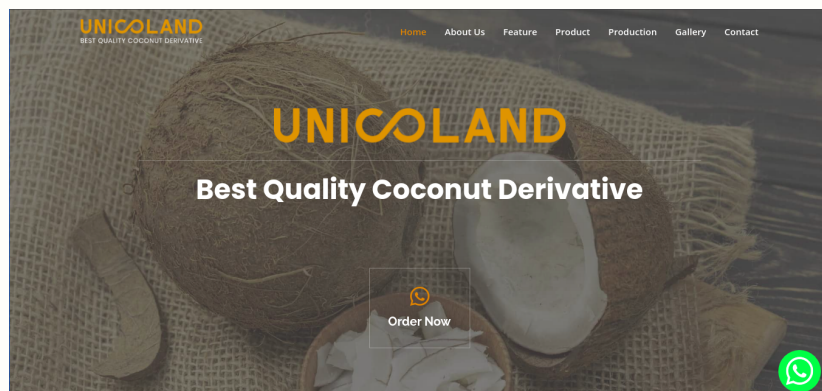 UNICOLAND
BEST QUALITY COCONUT DERIVATIVE
Home About Us Feature Product Production Gallery Contact
UNICOLAND
Best Quality Coconut Derivative
Order Now